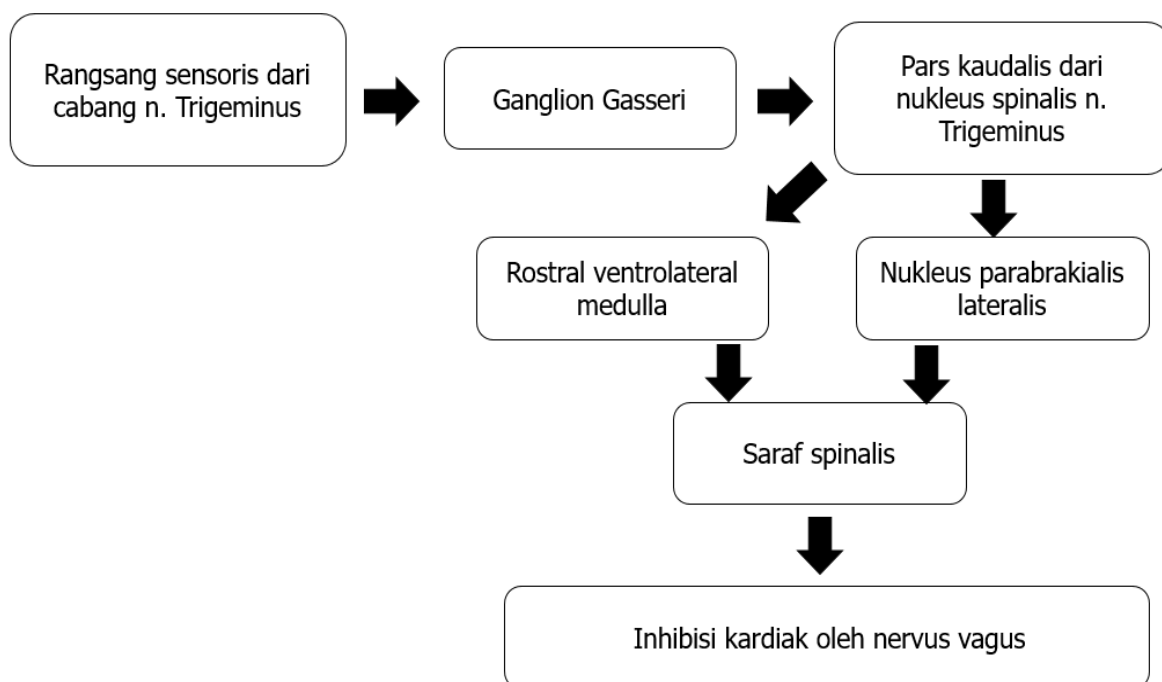 Rangsang sensoris dari
cabang n. Trigeminus
Ganglion Gasseri
Pars kaudalis dari
nukleus spinalis n.
Trigeminus
Rostral ventrolateral
medulla
Nukleus parabrakialis
lateralis
Saraf spinalis
Inhibisi kardiak oleh nervus vagus